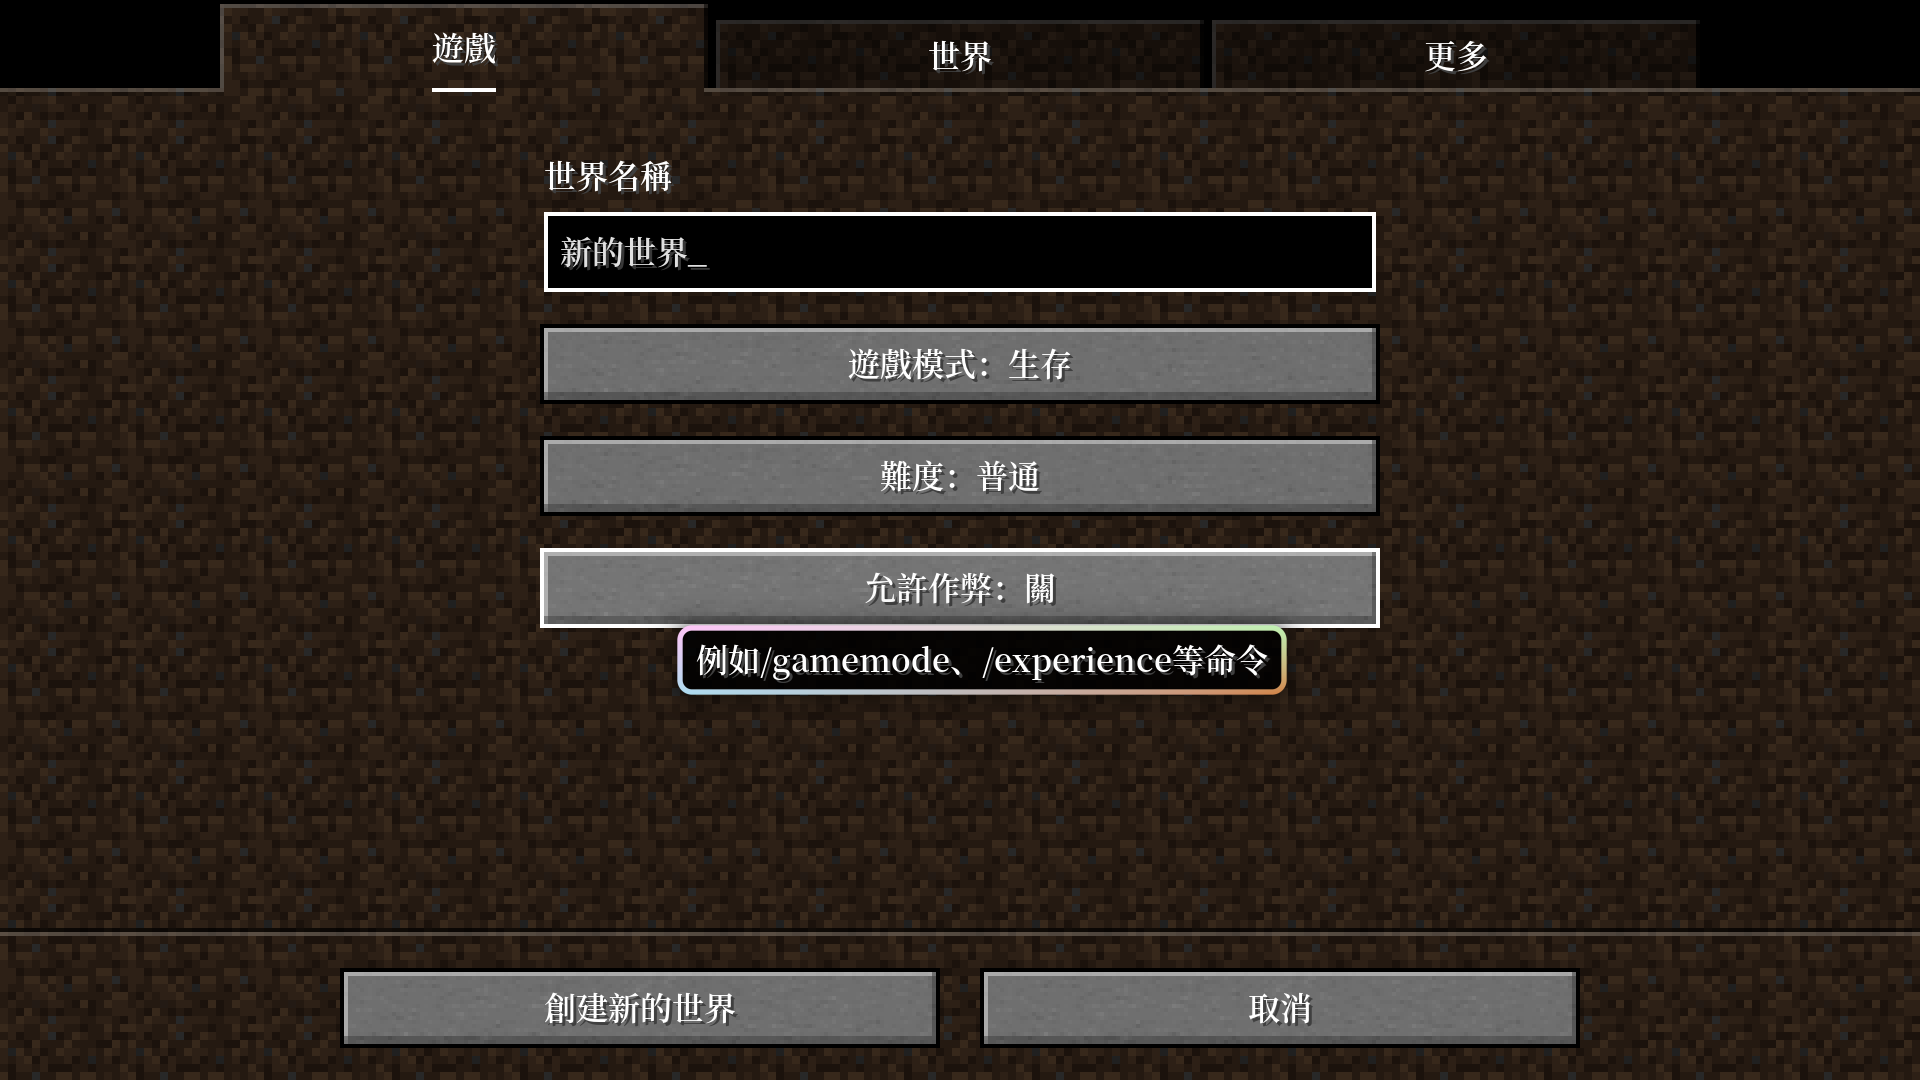 遊戲
世界
更多
世界名稱
新的世界_
遊戲模式：生存
難度：普通
允許作弊：關
例如/gamemode、/experience等命令
創建新的世界
取消